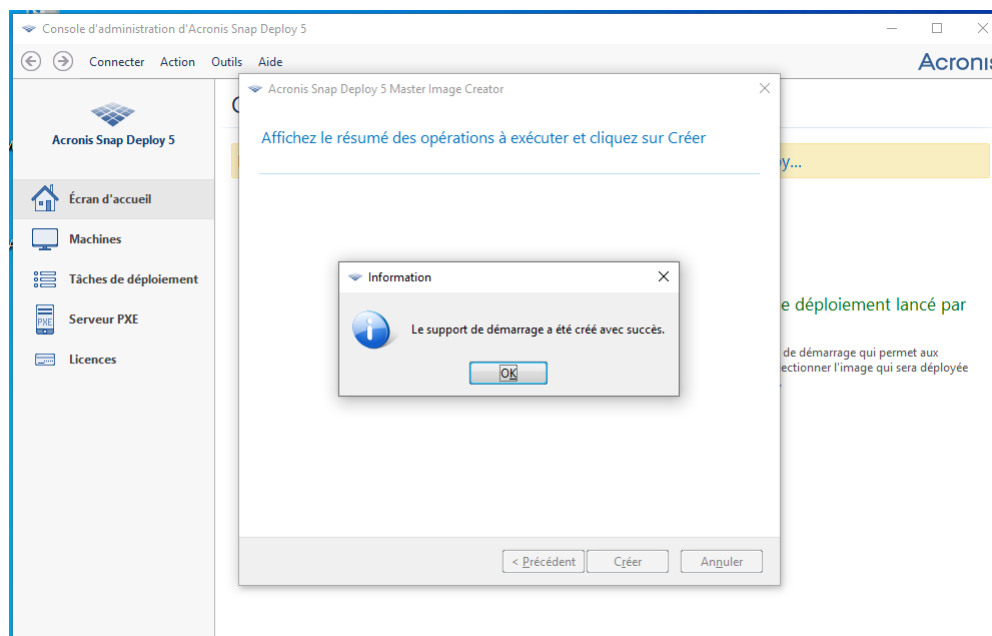 Console d'administration d'Acronis Snap Deploy 5
Connecter Action Outils Aide
Acronis
Acronis Snap Deploy 5
Écran d'accueil
Machines
Tâches de déploiement
PXE
Serveur PXE
Licences
Acronis Snap Deploy 5 Master Image Creator
Affichez le résumé des opérations à exécuter et cliquez sur Créer
y...
Information
Le support de démarrage a été créé avec succès.
OK
e déploiement lancé par
de démarrage qui permet aux
ectionner l'image qui sera déployée
< Précédent
Créer
Annuler